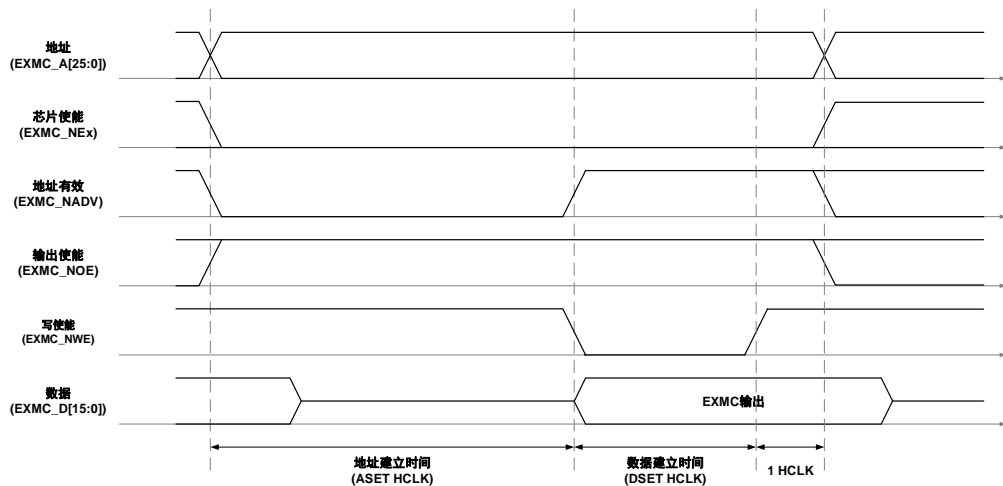 地址
(EXMC_A[25:0])
芯片使能
(EXMC_NEx)
地址有效
(EXMC_NADV)
输出使能
(EXMC_NOE)
写使能
(EXMC_NWE)
数据
(EXMC_D[15:0])
EXMC输出
地址建立时间
(ASET HCLK)
数据建立时间
(DSET HCLK)
1 HCLK